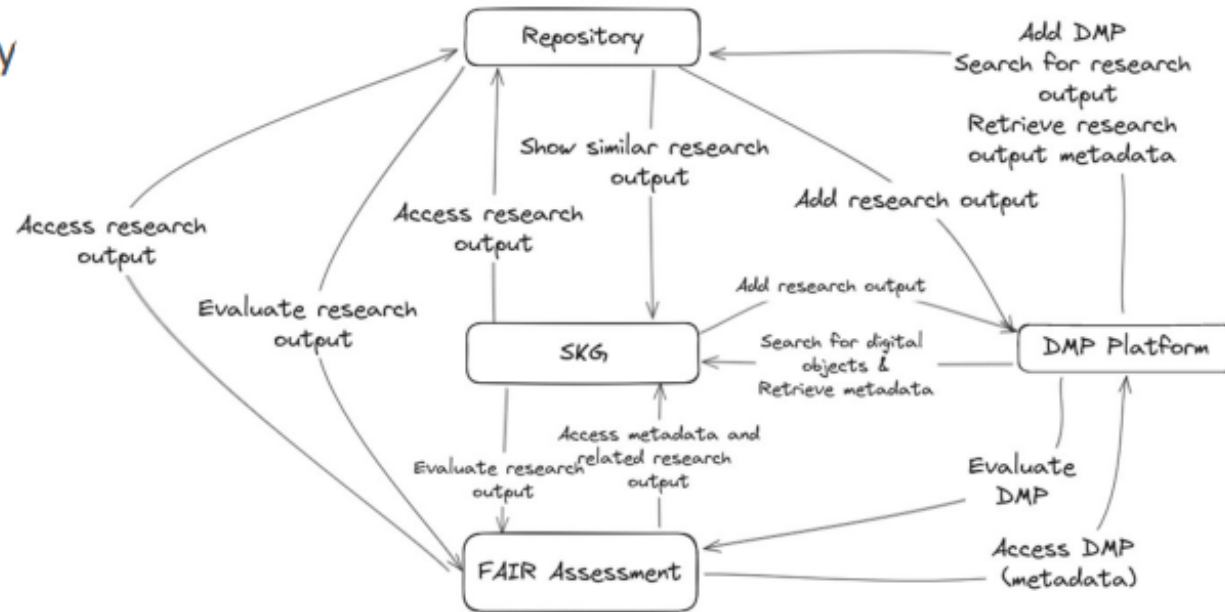 y
Repository
Add DMP
Search for research
output
Retrieve research
output metadata
Show similar research
output
Add research output
Access research
output
Access research
output
Evaluate research
output
Add research output
SKG
Search for digital
objects &
Retrieve metadata
DMP Platform
Evaluate research
output
Access metadata and
related research
output
Evaluate
DMP
FAIR Assessment
Access DMP
(metadata)